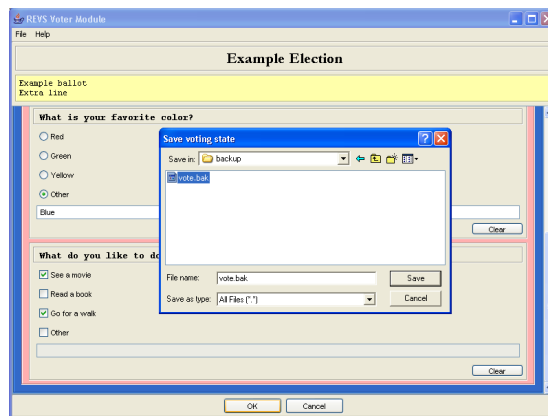 REVS Voter Module
File Help
Example Election
Example ballot
Extra line
What is your favorite color?
Red
Green
Yellow
Other
Blue
Clear
What do you like to do
See a movie
Read a book
Go for a walk
Other
Clear
OK Cancel
Save voting state
Save in: backup
vote.bak
File name: vote.bak Save
Save as type: All Files (*.*) Cancel